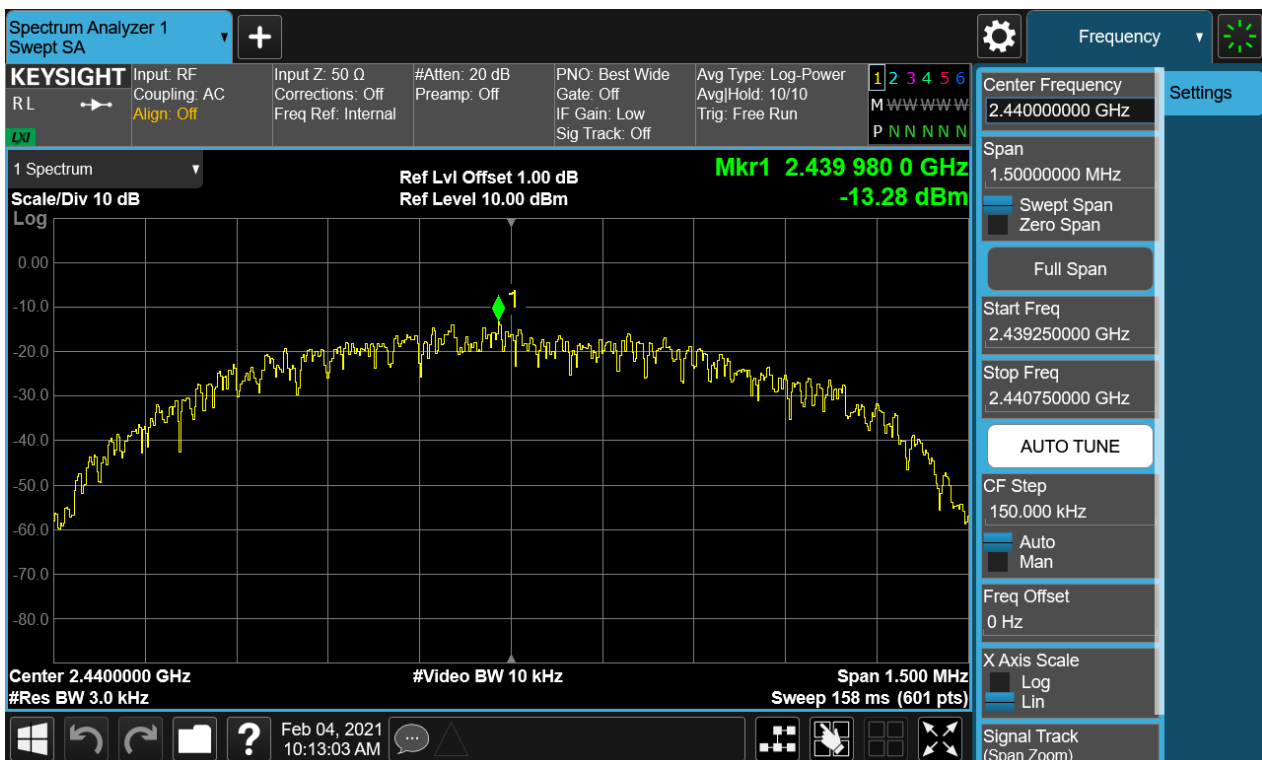 Spectrum Analyzer 1
Swept SA
+
Frequency
KEYSIGHT
R L
LXI
Input: RF
Coupling: AC
Align: Off
Input Z: 50 Ω
Corrections: Off
Freq Ref: Internal
#Atten: 20 dB
Preamp: Off
PNO: Best Wide
Gate: Off
IF Gain: Low
Sig Track: Off
Avg Type: Log-Power
Avg|Hold: 10/10
Trig: Free Run
1 2 3 4 5 6
M W W W W W
P N N N N N
1 Spectrum
Scale/Div 10 dB
Log
Ref Lvl Offset 1.00 dB
Ref Level 10.00 dBm
Mkr1 2.439 980 0 GHz
-13.28 dBm
1
0.00
-10.0
-20.0
-30.0
-40.0
-50.0
-60.0
-70.0
-80.0
Center 2.4400000 GHz
#Video BW 10 kHz
Span 1.500 MHz
#Res BW 3.0 kHz
Sweep 158 ms (601 pts)
?
Feb 04, 2021
10:13:03 AM
Center Frequency
2.440000000 GHz
Span
1.50000000 MHz
Swept Span
Zero Span
Full Span
Start Freq
2.439250000 GHz
Stop Freq
2.440750000 GHz
AUTO TUNE
CF Step
150.000 kHz
Auto
Man
Freq Offset
0 Hz
X Axis Scale
Log
Lin
Signal Track
(Span Zoom)
Settings